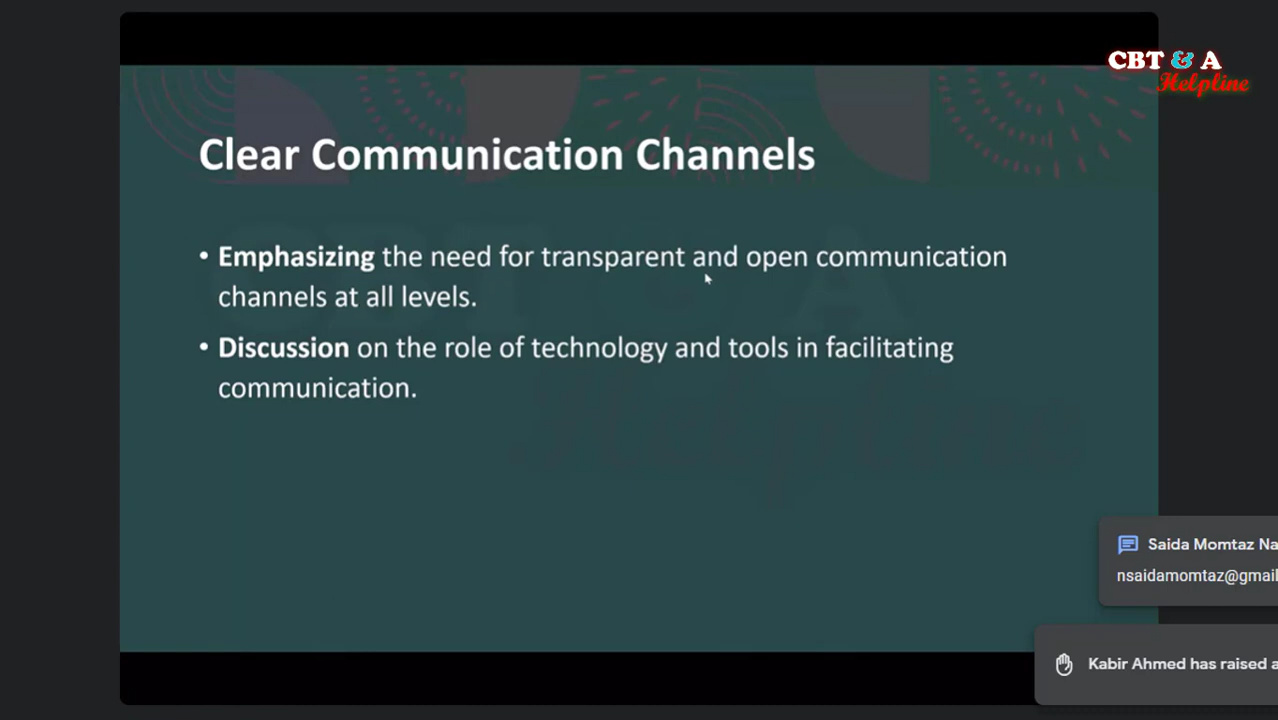 CBT & A
Helpline
Clear Communication Channels
• Emphasizing the need for transparent and open communication
channels at all levels.
• Discussion on the role of technology and tools in facilitating
communication.
Saida Momtaz Na
nsaidamomtaz@gmail
Kabir Ahmed has raised a